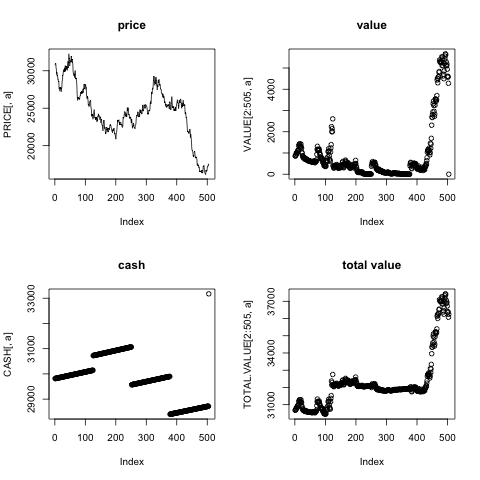 price
PRICE[, a]
20000 25000 30000
0 100 200 300 400 500
Index
value
VALUE[2:505, a]
0 2000 4000
0 100 200 300 400 500
Index
cash
CASH[, a]
29000 31000 33000
0 100 200 300 400 500
Index
total value
TOTAL.VALUE[2:505, a]
31000 34000 37000
0 100 200 300 400 500
Index